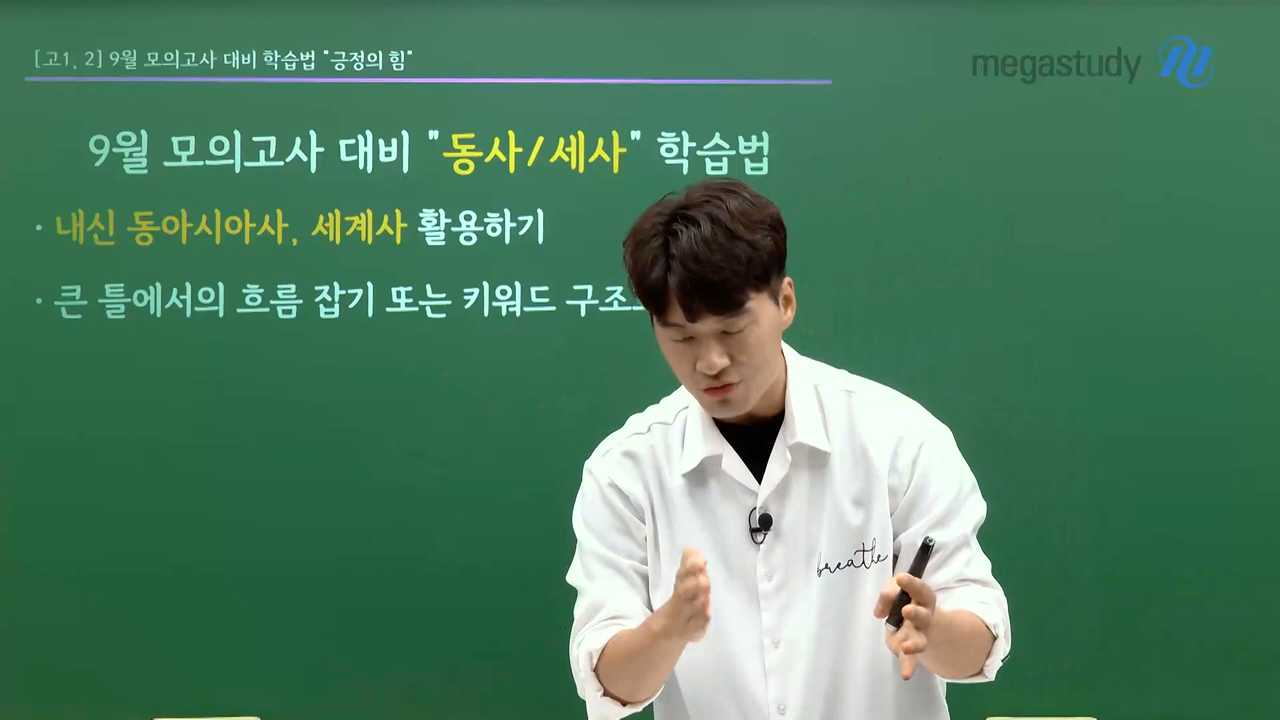 [고1, 2] 9월 모의고사 대비 학습법 "긍정의 힘"
megastudy
9월 모의고사 대비 "동사/세사" 학습법
· 내신 동아시아사, 세계사 활용하기
· 큰 틀에서의 흐름 잡기 또는 키워드
breathe